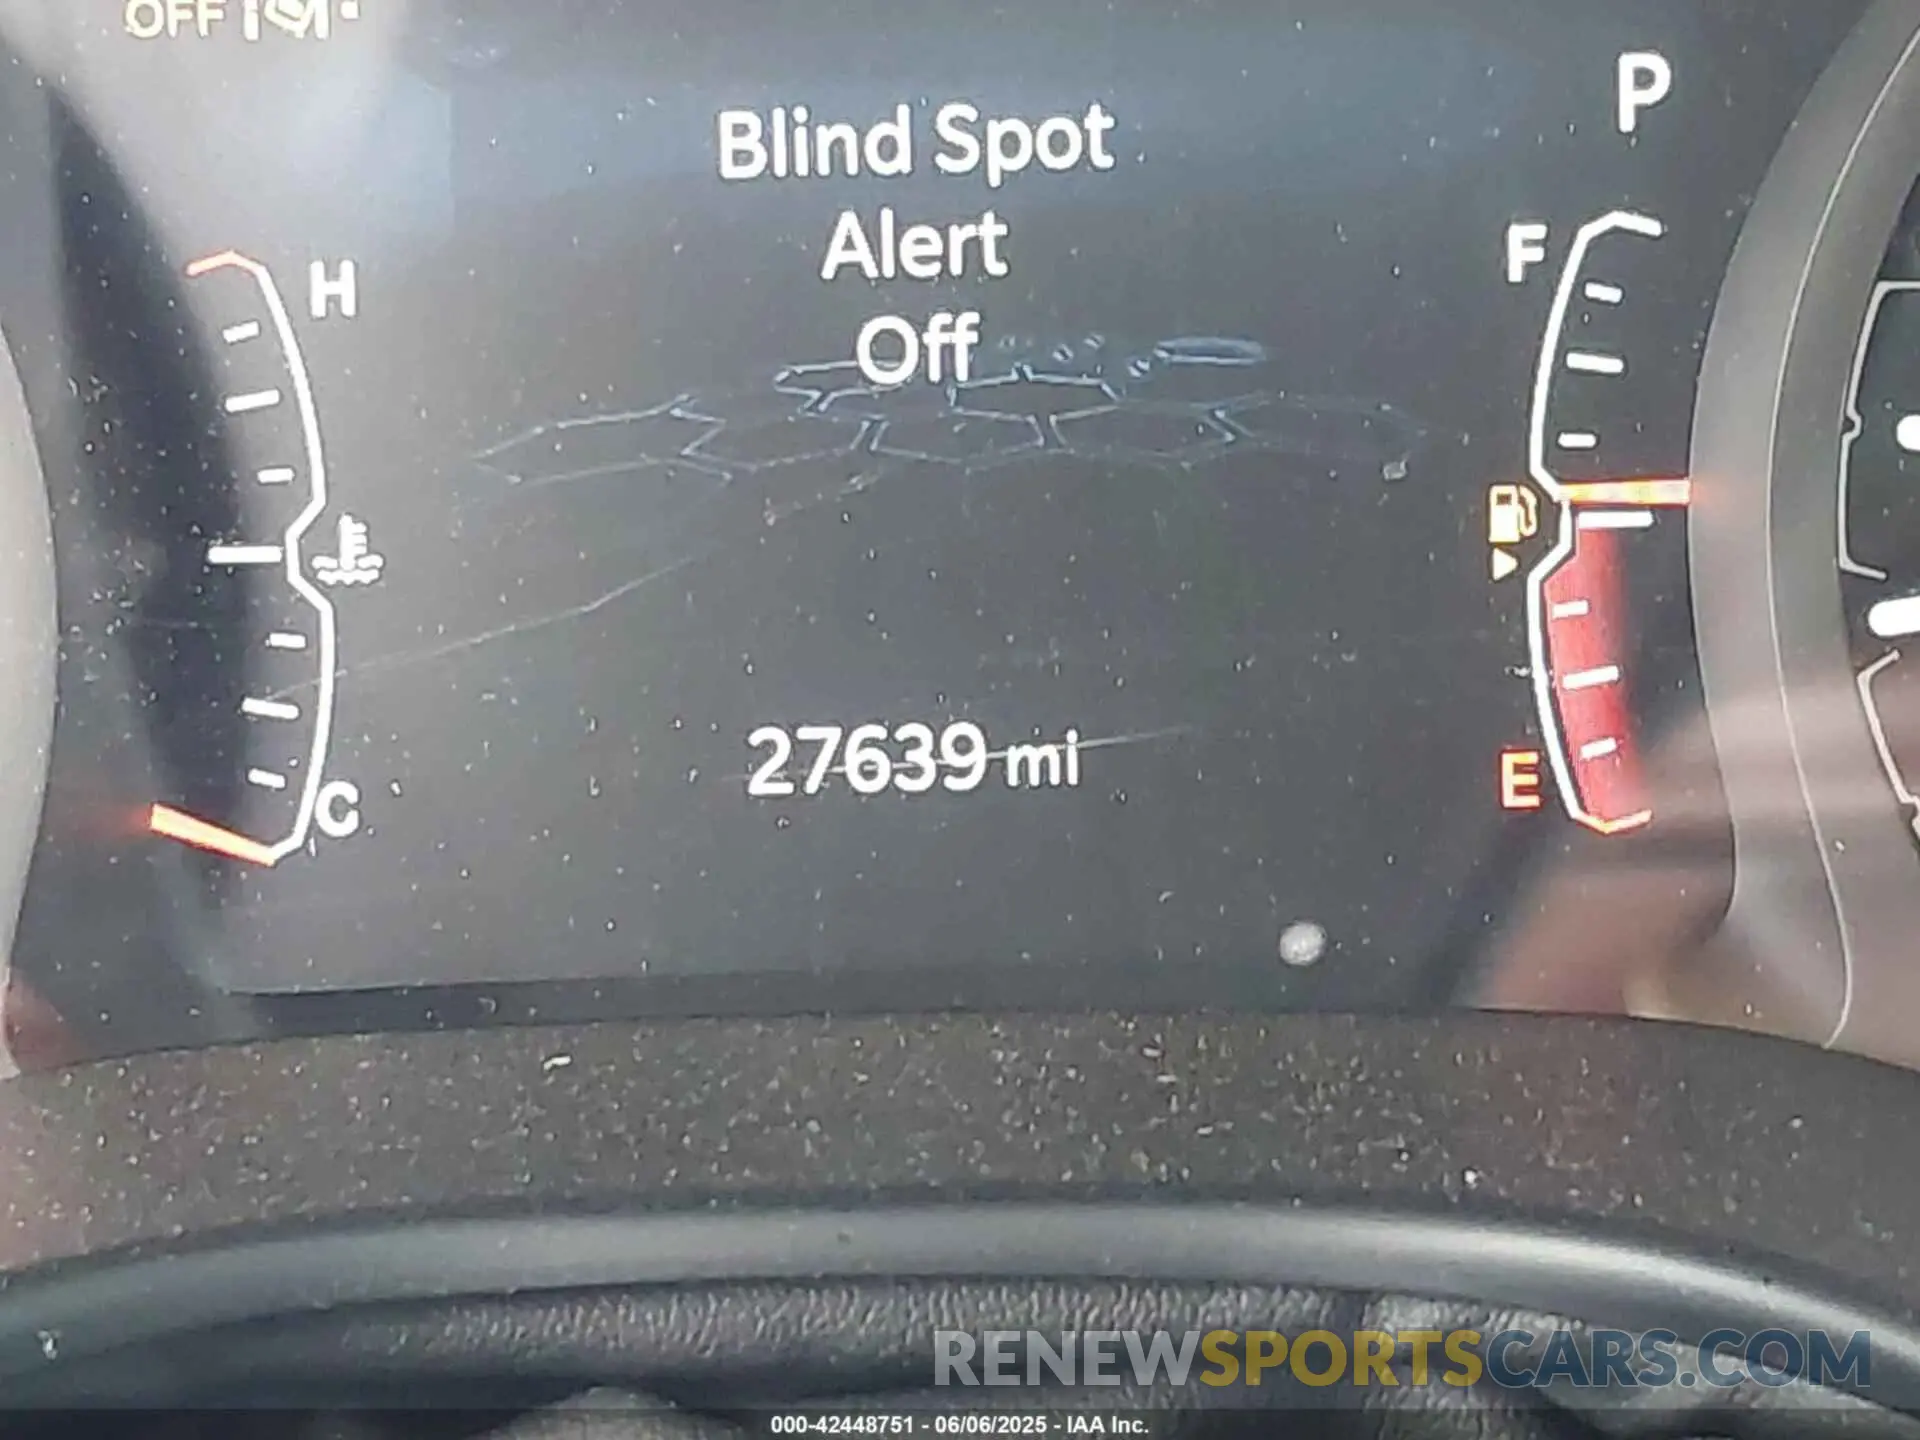 OFF
P
Blind Spot
Alert
Off
H
F
27639 mi
C
E
RENEWSPORTSCARS.COM
000-42448751 - 06/06/2025 - IAA Inc.